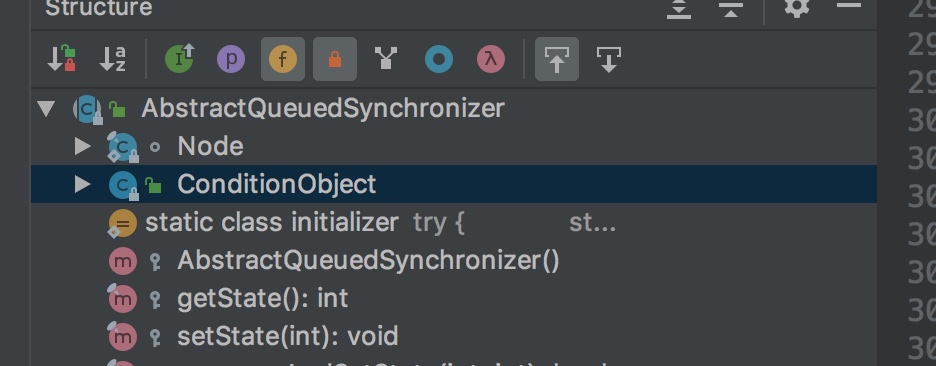 Structure
AbstractQueuedSynchronizer
Node
ConditionObject
static class initializer try { st...
AbstractQueuedSynchronizer()
getState(): int
setState(int): void
29
29
29
30
30
30
30
30
30
30